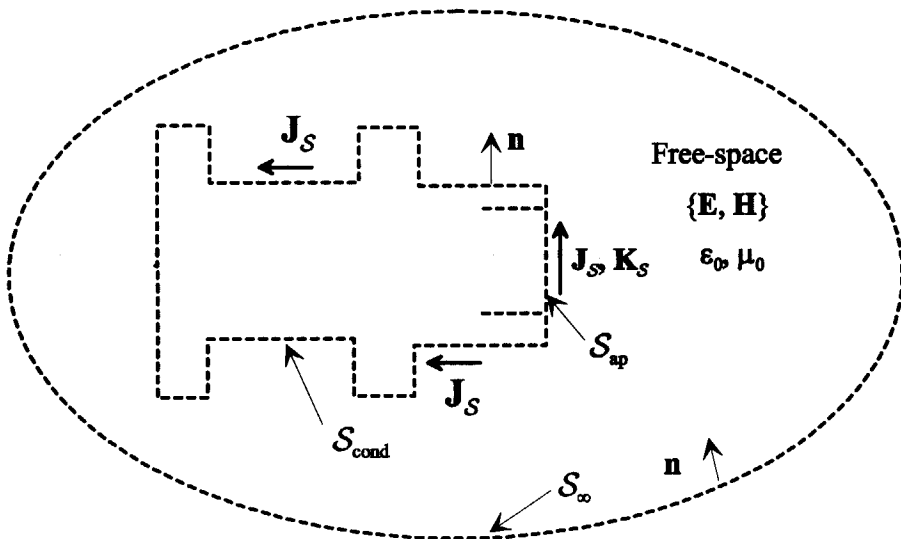 J_S
n
Free-space
{E, H}
ε₀, μ₀
J_S, K_S
S_ap
J_S
S_cond
n
S_∞